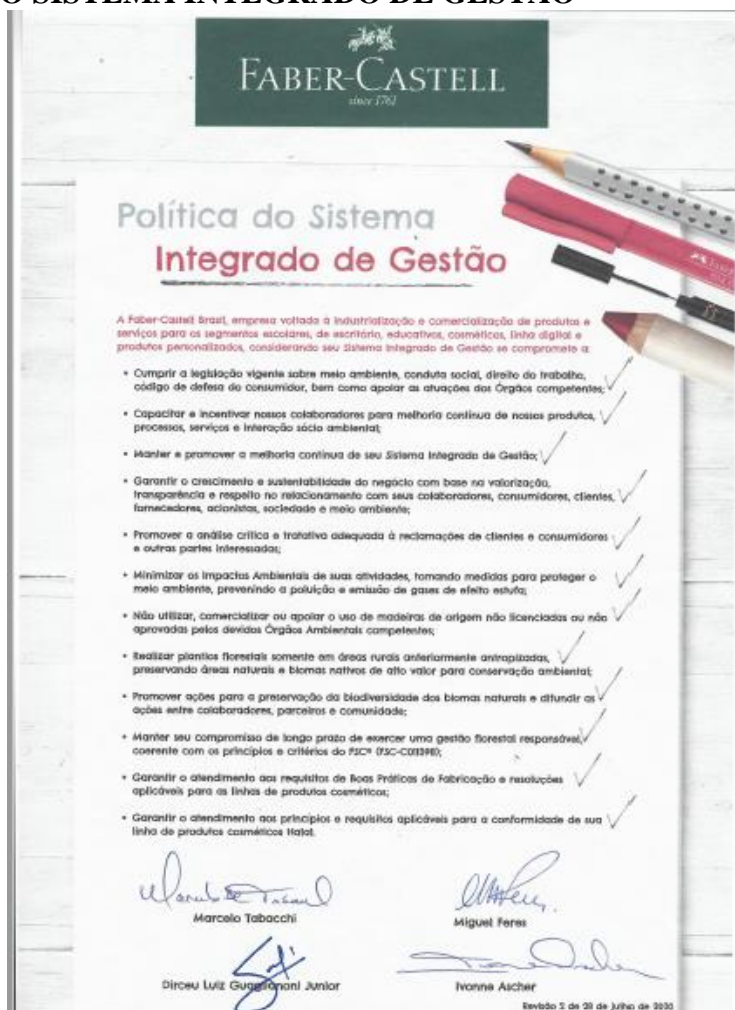 O SISTEMA INTEGRADO DE GESTÃO
FABER-CASTELL
since 1761
Política do Sistema
Integrado de Gestão
A Faber-Castell Brasil, empresa voltada à industrialização e comercialização de produtos e
serviços para os segmentos escolares, de escritório, educativos, cosméticos, linha digital e
produtos personalizados, considerando seu Sistema Integrado de Gestão se compromete a:
• Cumprir a legislação vigente sobre meio ambiente, conduta social, direito do trabalho,
código de defesa do consumidor, bem como apoiar as atuações dos Órgãos competentes;
• Capacitar e incentivar nossos colaboradores para melhoria contínua de nossos produtos,
processos, serviços e interação sócio ambiental;
• Manter e promover a melhoria contínua de seu Sistema Integrado de Gestão;
• Garantir o crescimento e sustentabilidade do negócio com base na valorização,
transparência e respeito no relacionamento com seus colaboradores, consumidores, clientes,
fornecedores, acionistas, sociedade e meio ambiente;
• Promover a análise crítica e tratativa adequada à reclamações de clientes e consumidores
e outras partes interessadas;
• Minimizar os Impactos Ambientais de suas atividades, tomando medidas para proteger o
meio ambiente, prevenindo a poluição e emissão de gases de efeito estufa;
• Não utilizar, comercializar ou apoiar o uso de madeiras de origem não licenciadas ou não
aprovadas pelos devidos Órgãos Ambientais competentes;
• Realizar plantios florestais somente em áreas rurais anteriormente antropizadas,
preservando áreas naturais e biomas nativos de alto valor para conservação ambiental;
• Promover ações para a preservação da biodiversidade dos biomas naturais e difundir as
ações entre colaboradores, parceiros e comunidade;
• Manter seu compromisso de longo prazo de exercer uma gestão florestal responsável,
coerente com os princípios e critérios do FSC® (FSC-C011398);
• Garantir o atendimento aos requisitos de Boas Práticas de Fabricação e resoluções
aplicáveis para as linhas de produtos cosméticos;
• Garantir o atendimento aos princípios e requisitos aplicáveis para a conformidade de sua
linha de produtos cosméticos Halal.
Marcelo Tabacchi
Miguel Feres
Dirceu Luiz Junior
Ivonne Ascher
Revisão 2 de 28 de Julho de 2020